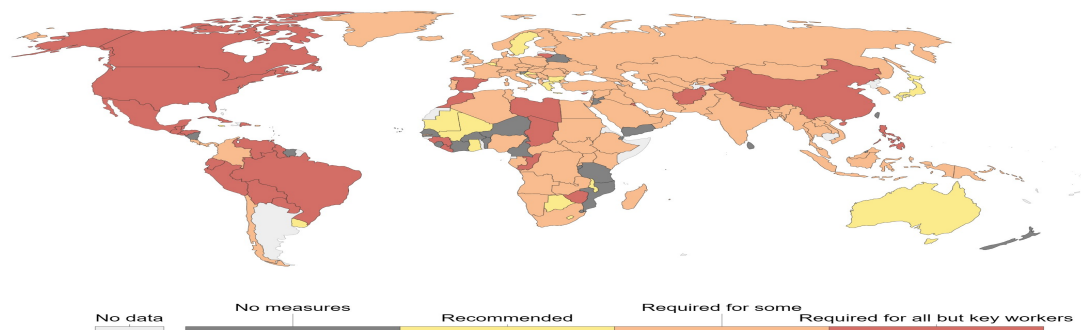 No measures
Required for some
No data
Recommended
Required for all but key workers